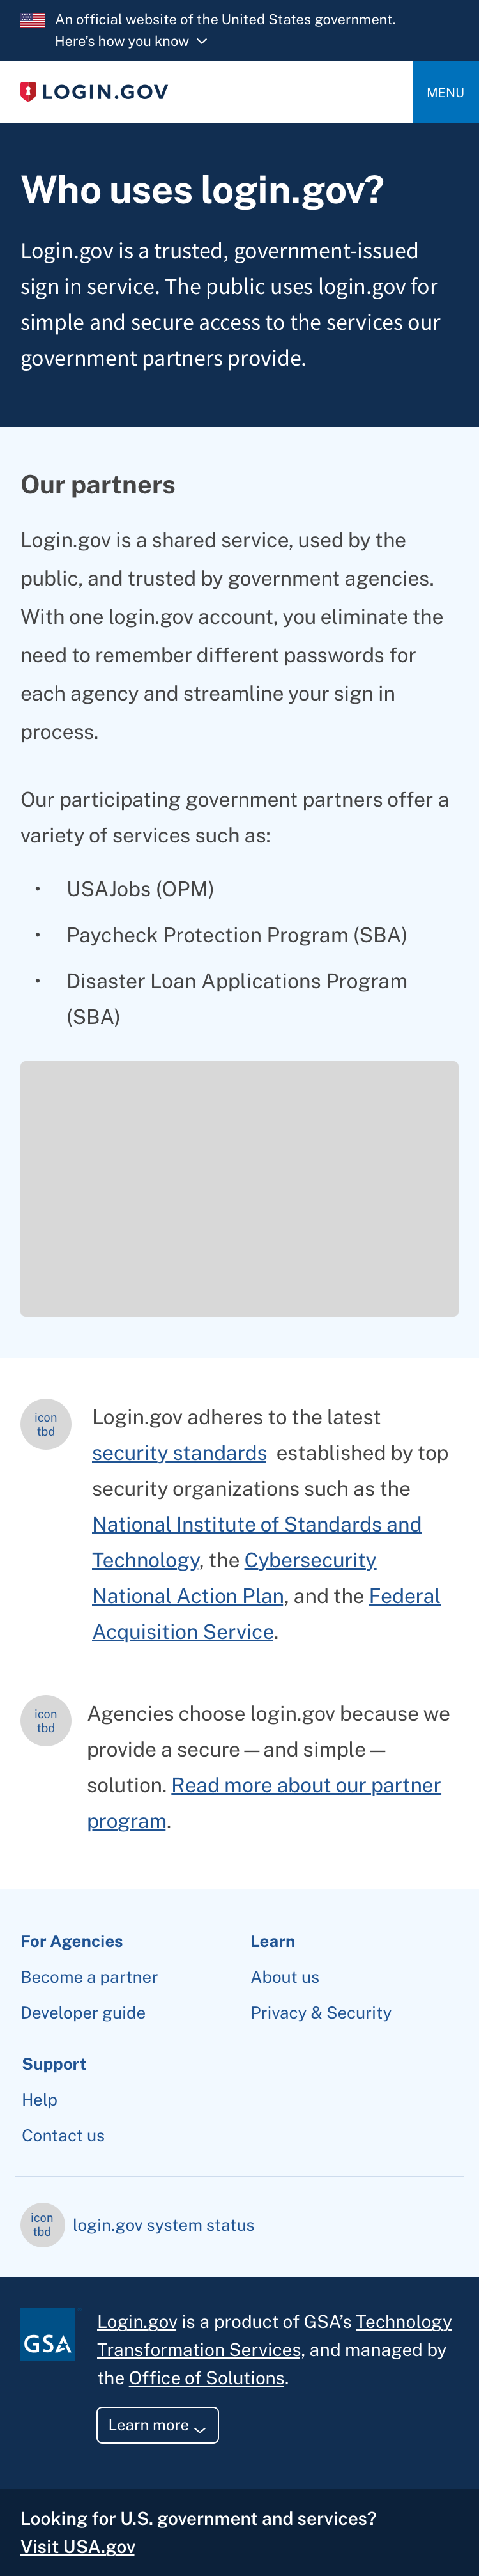 An official website of the United States government.
Here’s how you know
LOGIN.GOV
MENU
Who uses login.gov?
Login.gov is a trusted, government-issued
sign in service. The public uses login.gov for
simple and secure access to the services our
government partners provide.
Our partners
Login.gov is a shared service, used by the
public, and trusted by government agencies.
With one login.gov account, you eliminate the
need to remember different passwords for
each agency and streamline your sign in
process.
Our participating government partners offer a
variety of services such as:
• USAJobs (OPM)
• Paycheck Protection Program (SBA)
• Disaster Loan Applications Program
(SBA)
icon
tbd
Login.gov adheres to the latest
security standards established by top
security organizations such as the
National Institute of Standards and
Technology, the Cybersecurity
National Action Plan, and the Federal
Acquisition Service.
icon
tbd
Agencies choose login.gov because we
provide a secure — and simple —
solution. Read more about our partner
program.
For Agencies
Become a partner
Developer guide
Learn
About us
Privacy & Security
Support
Help
Contact us
icon
tbd
login.gov system status
GSA
Login.gov is a product of GSA’s Technology
Transformation Services, and managed by
the Office of Solutions.
Learn more
Looking for U.S. government and services?
Visit USA.gov